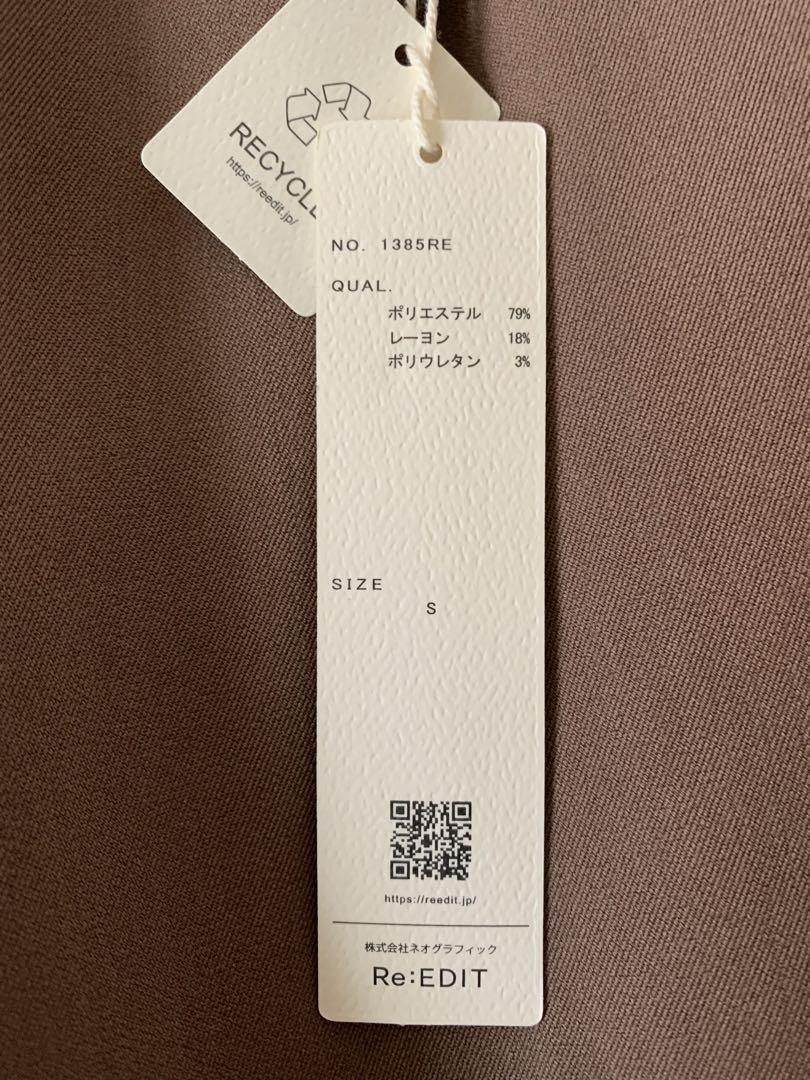 RECYCLE
https://reedit.jp/
NO. 1385RE
QUAL.
ポリエステル 79%
レーヨン 18%
ポリウレタン 3%
SIZE
S
https://reedit.jp/
株式会社ネオグラフィック
Re:EDIT